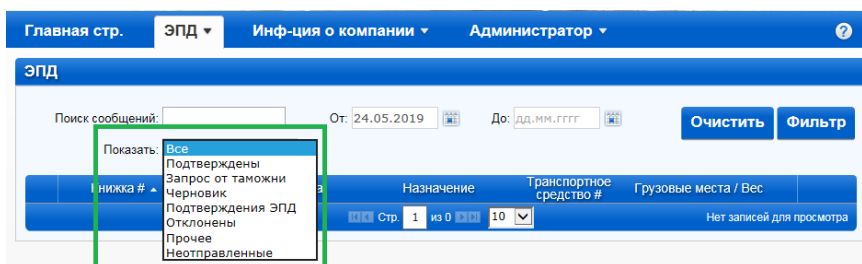 Главная стр. ЭПД ▾ Инф-ция о компании ▾ Администратор ▾ ?
ЭПД
Поиск сообщений: От: 24.05.2019 До: дд.мм.гггг Очистить Фильтр
Показать: Все
Подтверждены
Запрос от таможни
Черновик
Подтверждения ЭПД
Отклонены
Прочее
Неотправленные
Книжка # ▴ Назначение Транспортное средство # Грузовые места / Вес
Стр. 1 из 0 10 Нет записей для просмотра